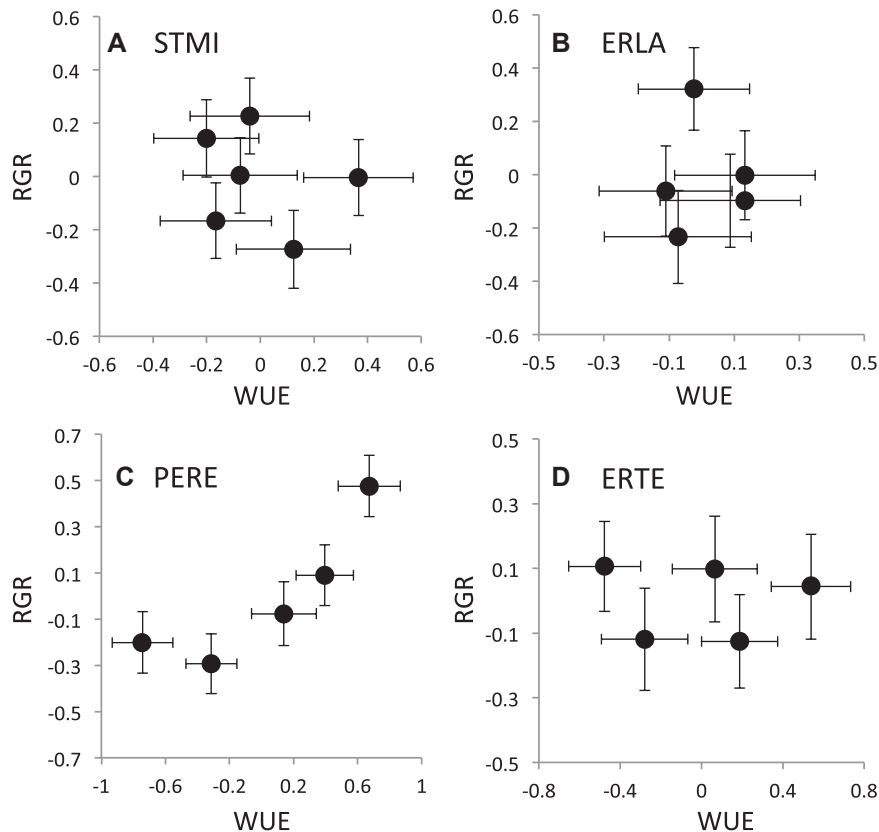 A STMI
0.6
0.4
0.2
0
-0.2
-0.4
-0.6
RGR
-0.6 -0.4 -0.2 0 0.2 0.4 0.6
WUE
B ERLA
0.6
0.4
0.2
0
-0.2
-0.4
-0.6
RGR
-0.5 -0.3 -0.1 0.1 0.3 0.5
WUE
C PERE
0.7
0.5
0.3
0.1
-0.1
-0.3
-0.5
-0.7
RGR
-1 -0.6 -0.2 0.2 0.6 1
WUE
D ERTE
0.5
0.3
0.1
-0.1
-0.3
-0.5
RGR
-0.8 -0.4 0 0.4 0.8
WUE